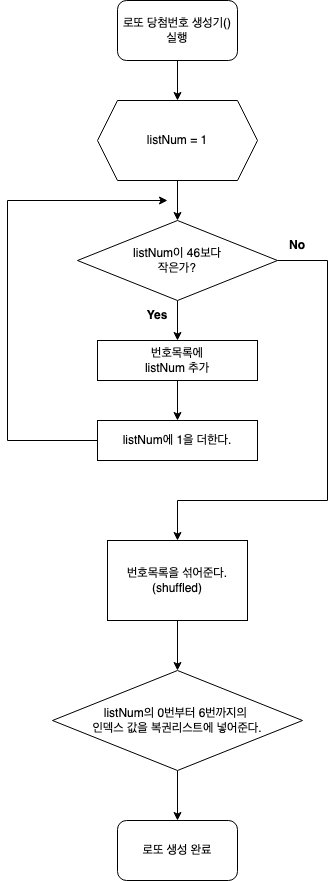 로또 당첨번호 생성기()
실행
listNum = 1
listNum이 46보다
작은가?
No
Yes
번호목록에
listNum 추가
listNum에 1을 더한다.
번호목록을 섞어준다.
(shuffled)
listNum의 0번부터 6번까지의
인덱스 값을 복권리스트에 넣어준다.
로또 생성 완료